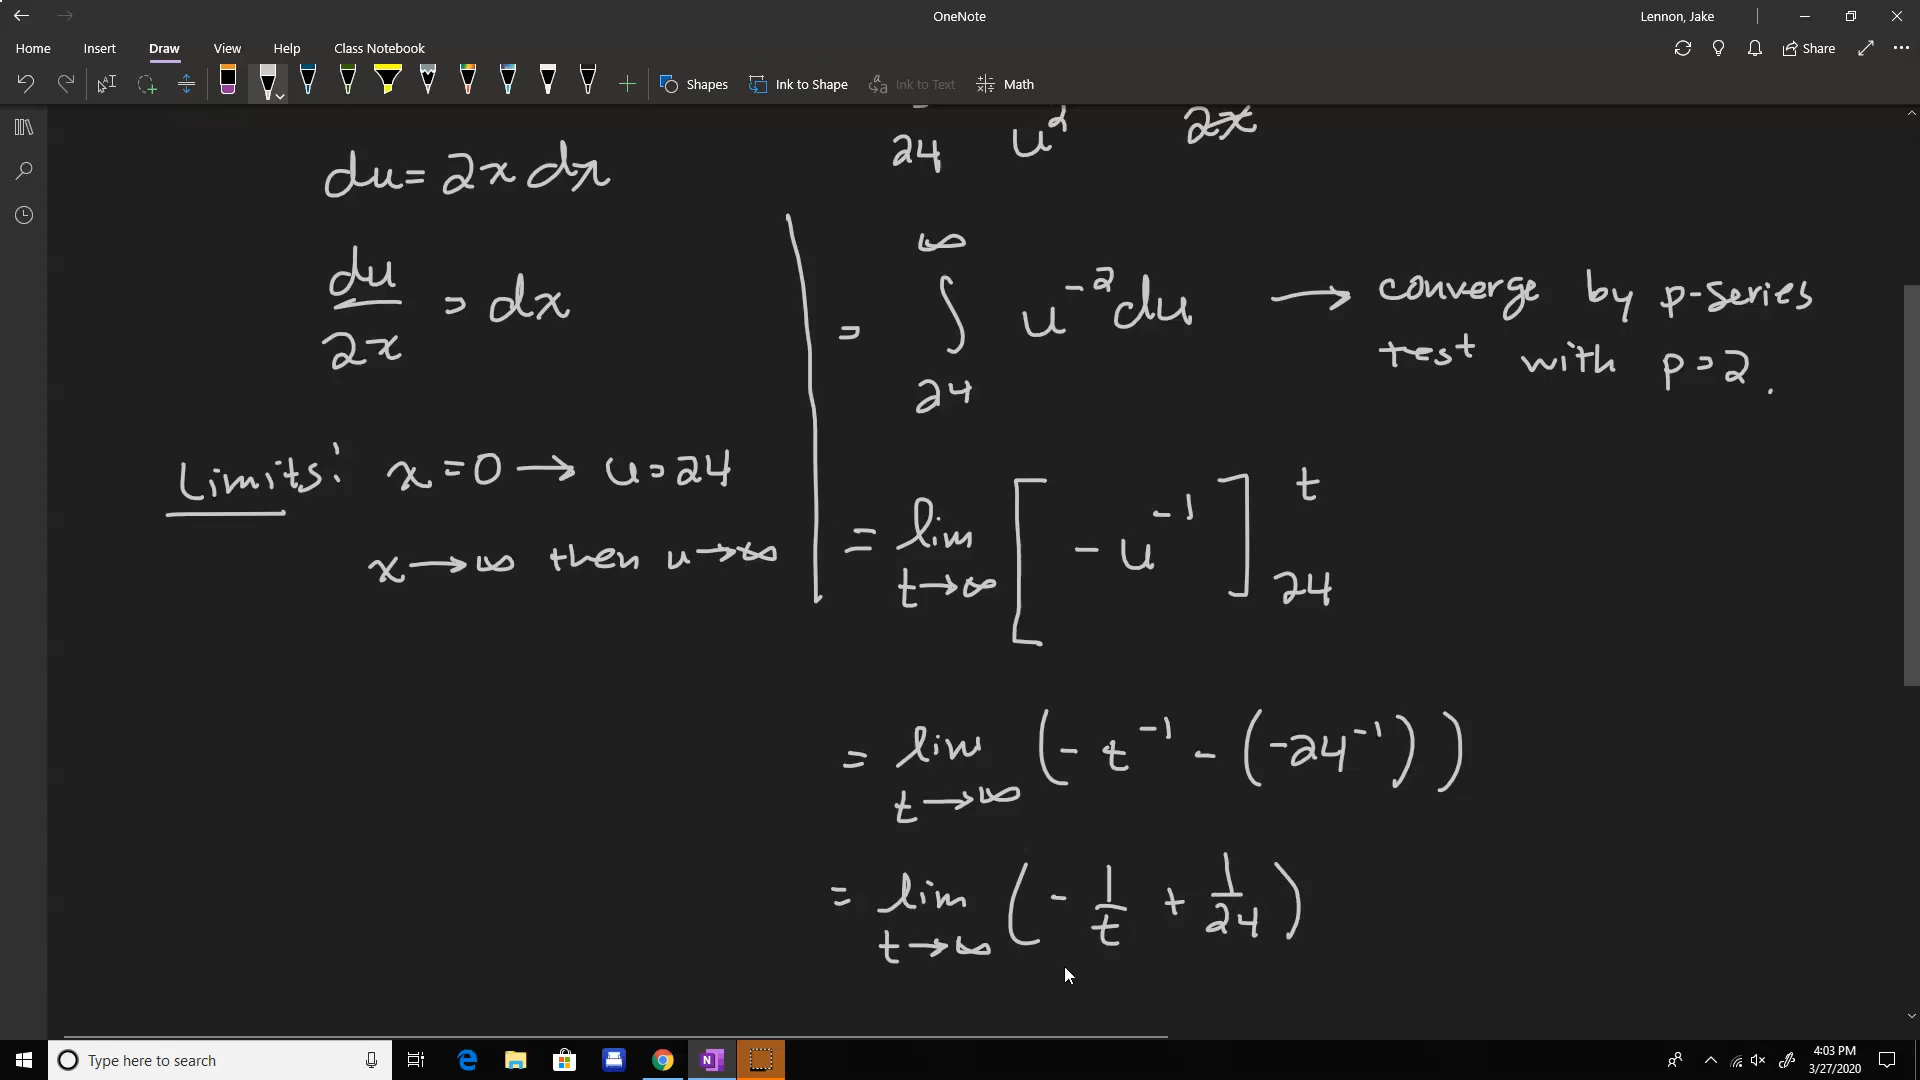 OneNote
Lennon, Jake
Home Insert Draw View Help Class Notebook
Share
Shapes Ink to Shape Ink to Text Math
24 u² 2x
du = 2x dx
du/2x = dx
Limits: x = 0 → u = 24
x → ∞ then u → ∞
= ∫₂₄^∞ u⁻² du → converge by p-series
test with p = 2.
= lim t→∞ [ - u⁻¹ ]₂₄^t
= lim t→∞ ( - t⁻¹ - ( -24⁻¹ ) )
= lim t→∞ ( - 1/t + 1/24 )
Type here to search
4:03 PM
3/27/2020